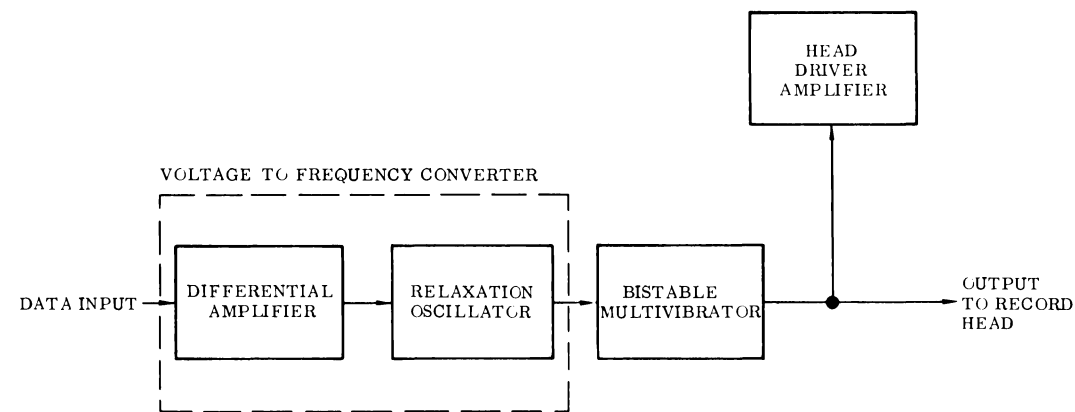 HEAD
DRIVER
AMPLIFIER
VOLTAGE TO FREQUENCY CONVERTER
DATA INPUT
DIFFERENTIAL
AMPLIFIER
RELAXATION
OSCILLATOR
BISTABLE
MULTIVIBRATOR
OUTPUT
TO RECORD
HEAD